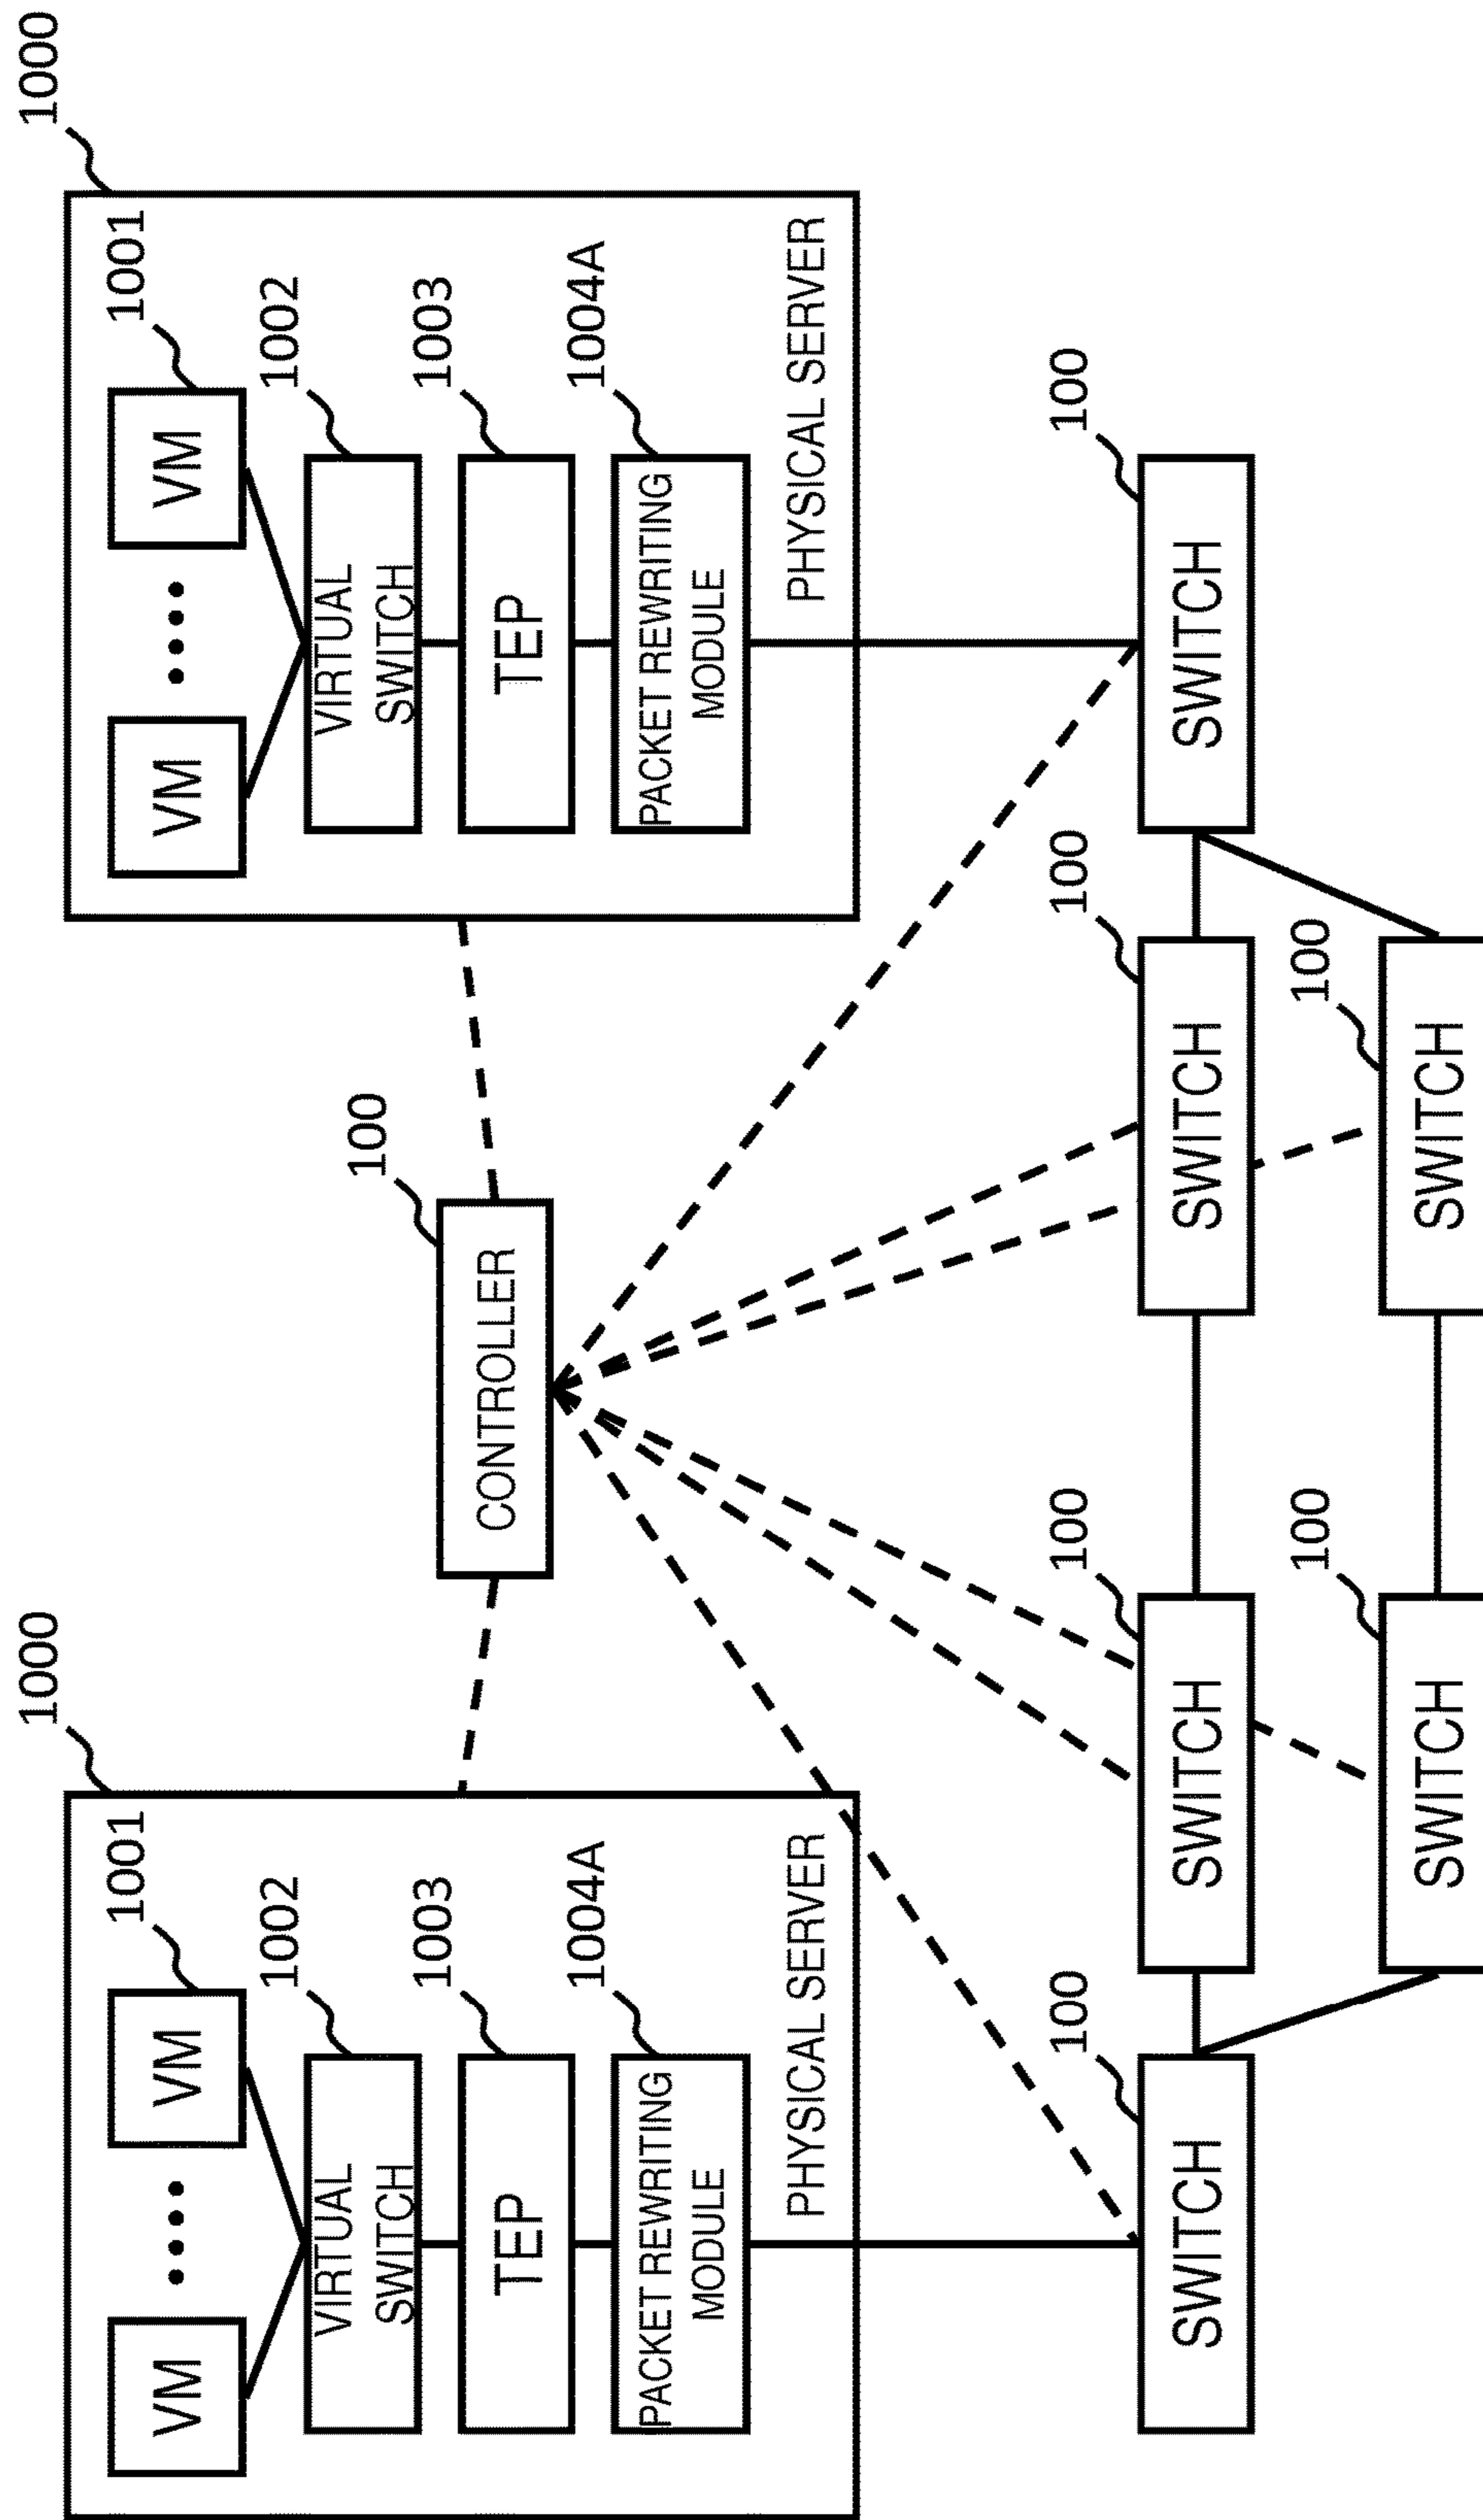 1000
1000
1001
1001
VM
VM
VM
VM
1002
1002
VIRTUAL
SWITCH
VIRTUAL
SWITCH
100
1003
1003
TEP
CONTROLLER
TEP
1004A
1004A
PACKET REWRITING
MODULE
PACKET REWRITING
MODULE
PHYSICAL SERVER
PHYSICAL SERVER
100
100
100
100
SWITCH
SWITCH
SWITCH
SWITCH
100
100
SWITCH
SWITCH